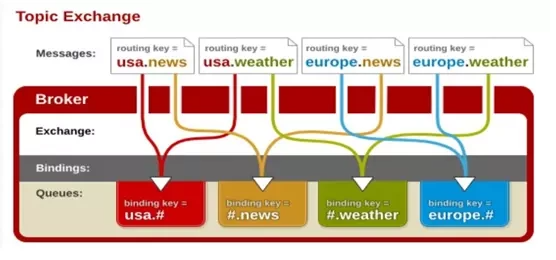 Topic Exchange
Messages:
routing key =
usa.news
routing key =
usa.weather
routing key =
europe.news
routing key =
europe.weather
Broker
Exchange:
Bindings:
Queues:
binding key =
usa.#
binding key =
#.news
binding key =
#.weather
binding key =
europe.#